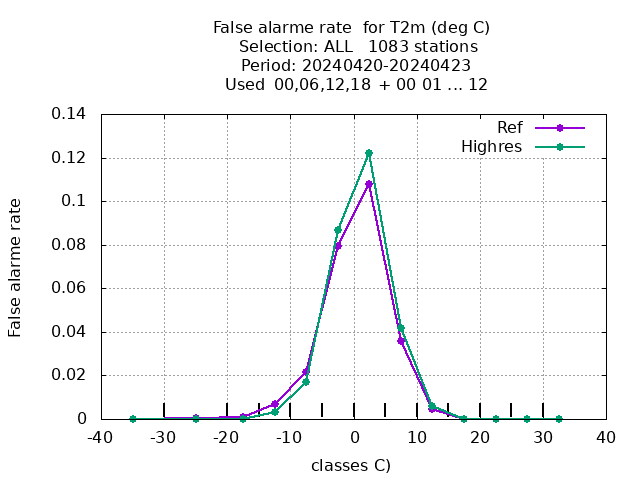 False alarme rate  for T2m (deg C)
Selection: ALL   1083 stations
Period: 20240420-20240423
Used  00,06,12,18  + 00 01 ... 12
0.14
0.12
0.1
0.08
0.06
0.04
0.02
0
False alarme rate
Ref
Highres
-40 -30 -20 -10 0 10 20 30 40
classes C)